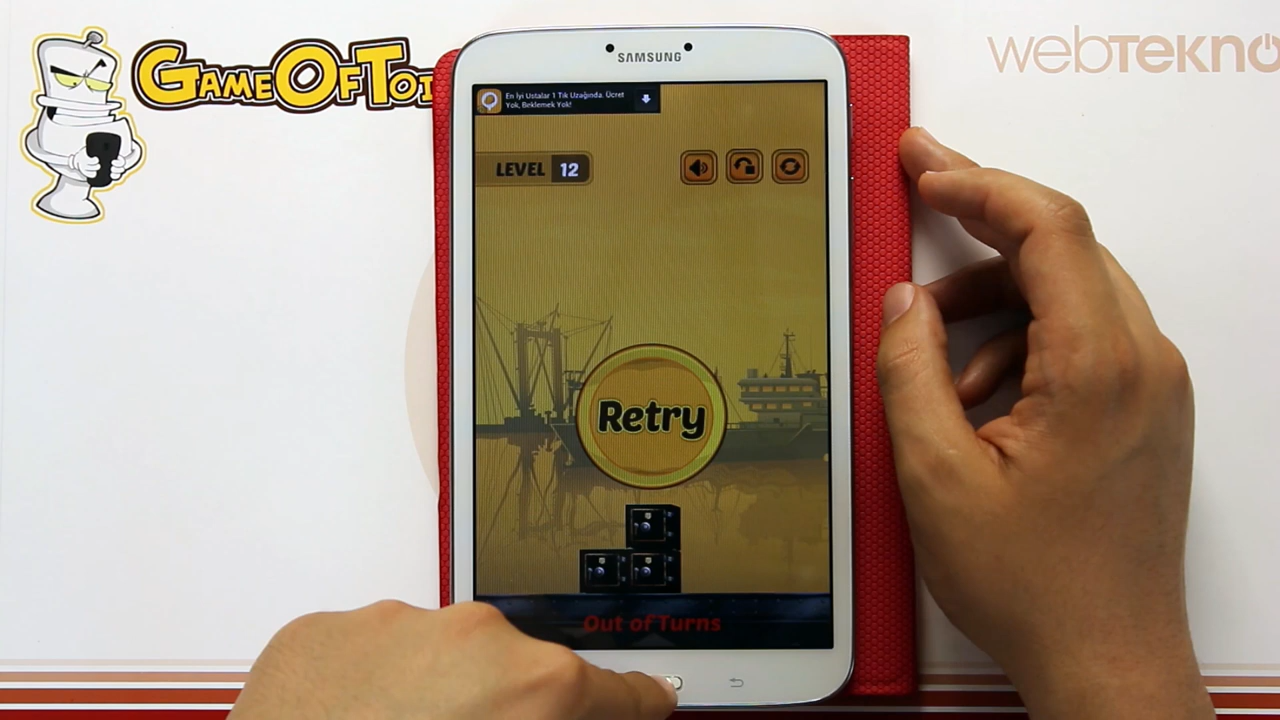 GAMEOFTOI
webTEKNO
SAMSUNG
En İyi Ustalar 1 Tık Uzağında. Ücret
Yok, Beklemek Yok!
LEVEL 12
Retry
Out of Turns